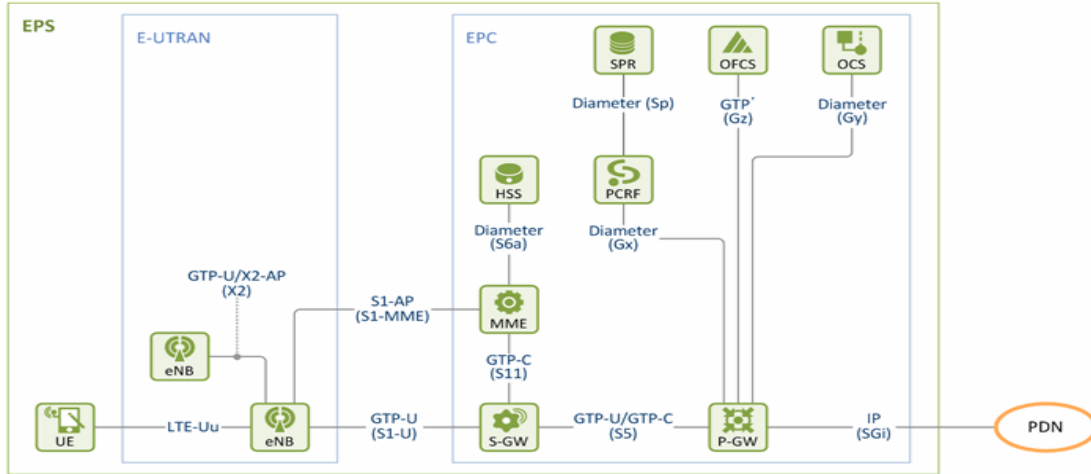 EPS
E-UTRAN
EPC
SPR
OFCS
OCS
Diameter (Sp)
GTP'
(Gz)
Diameter
(Gy)
HSS
PCRF
Diameter
(S6a)
Diameter
(Gx)
GTP-U/X2-AP
(X2)
S1-AP
(S1-MME)
MME
eNB
GTP-C
(S11)
UE
LTE-Uu
eNB
GTP-U
(S1-U)
S-GW
GTP-U/GTP-C
(S5)
P-GW
IP
(SGi)
PDN